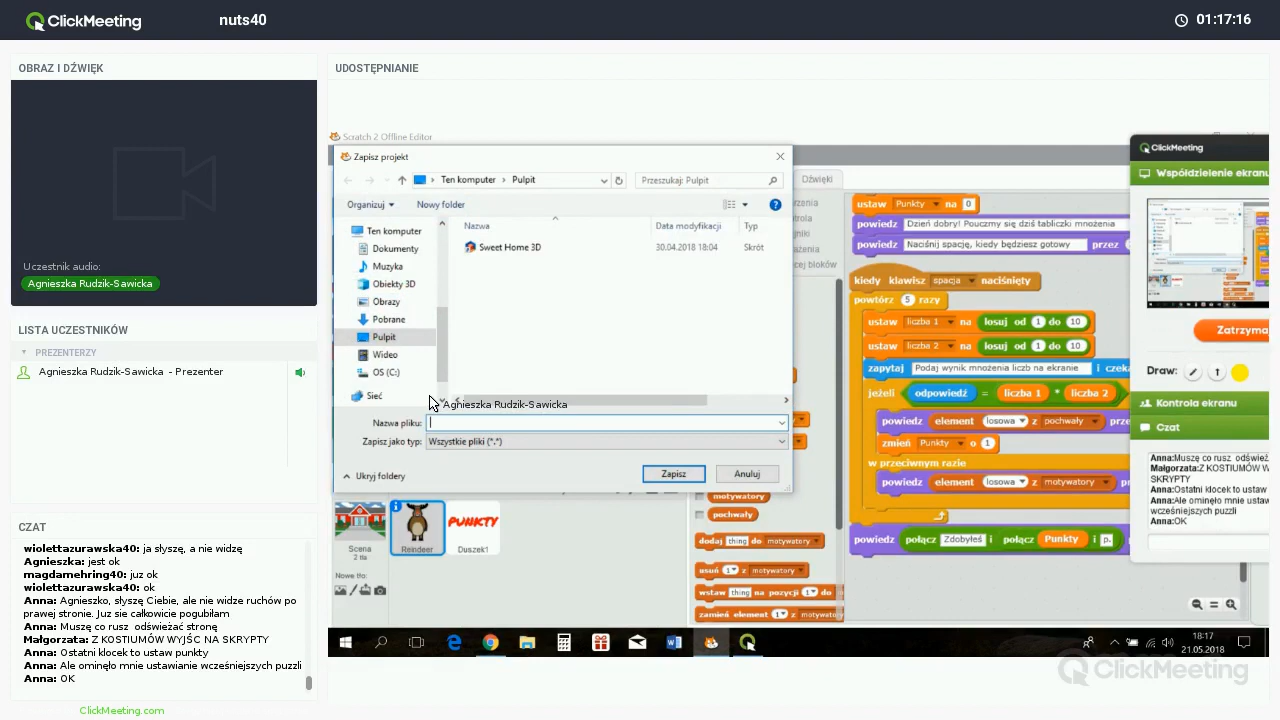 ClickMeeting
nuts40
01:17:16
OBRAZ I DŹWIĘK
UDOSTĘPNIANIE
Uczestnik audio:
Agnieszka Rudzik-Sawicka
LISTA UCZESTNIKÓW
PREZENTERZY
Agnieszka Rudzik-Sawicka - Prezenter
CZAT
wiolettazurawska40: ja słyszę, a nie widzę
Agnieszka: jest ok
magdamehring40: juz ok
wiolettazurawska40: ok
Anna: Agnieszko, słyszę Ciebie, ale nie widze ruchów po
prawej stronie I uz sie całkowicie pogubiłam
Anna: Muszę co rusz odświeżać stronę
Małgorzata: Z KOSTIUMÓW WYJŚC NA SKRYPTY
Anna: Ostatni klocek to ustaw punkty
Anna: Ale ominęło mnie ustawianie wcześniejszych puzzli
Anna: OK
ClickMeeting.com
Scratch 2 Offline Editor
Zapisz projekt
Ten komputer
Pulpit
Przeszukaj: Pulpit
Organizuj
Nowy folder
Ten komputer
Dokumenty
Muzyka
Obiekty 3D
Obrazy
Pobrane
Pulpit
Wideo
OS (C:)
Sieć
Nazwa
Data modyfikacji
Typ
Sweet Home 3D
30.04.2018 18:04
Skrót
Agnieszka Rudzik-Sawicka
Nazwa pliku:
Zapisz jako typ:
Wszystkie pliki (*.*)
Ukryj foldery
Zapisz
Anuluj
Dźwięki
ustaw Punkty na 0
powiedz Dzień dobry! Pouczmy się dziś tabliczki mnożenia
powiedz Naciśnij spację, kiedy będziesz gotowy przez
kiedy klawisz spacja naciśnięty
powtórz 5 razy
ustaw liczba 1 na losuj od 1 do 10
ustaw liczba 2 na losuj od 1 do 10
zapytaj Podaj wynik mnożenia liczb na ekranie i czeka
jeżeli odpowiedź = liczba 1 * liczba 2
powiedz element losowa z pochwały prze
zmień Punkty o 1
w przeciwnym razie
powiedz element losowa z motywatory
powiedz połącz Zdobyłeś i połącz Punkty i p.
motywatory
pochwały
dodaj thing do motywatory
usuń 1 z motywatory
wstaw thing na pozycji 1 do
zamień element 1 z motywato
Scena
2 tła
Reindeer
PUNKTY
Duszek1
Nowe tło:
ClickMeeting
Współdzielenie ekranu
Zatrzyma
Draw:
Kontrola ekranu
Czat
Anna:Muszę co rusz odśwież
Małgorzata:Z KOSTIUMÓW W
SKRYPTY
Anna:Ostatni klocek to ustaw
Anna:Ale ominęło mnie ustaw
wcześniejszych puzzli
Anna:OK
18:17
21.05.2018
ClickMeeting